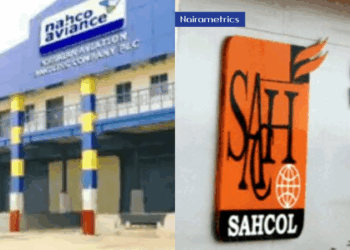 nahco
aviance
NIGERIAN AVIATION
HANDLING COMPANY PLC
Nairametrics
SAHCOL